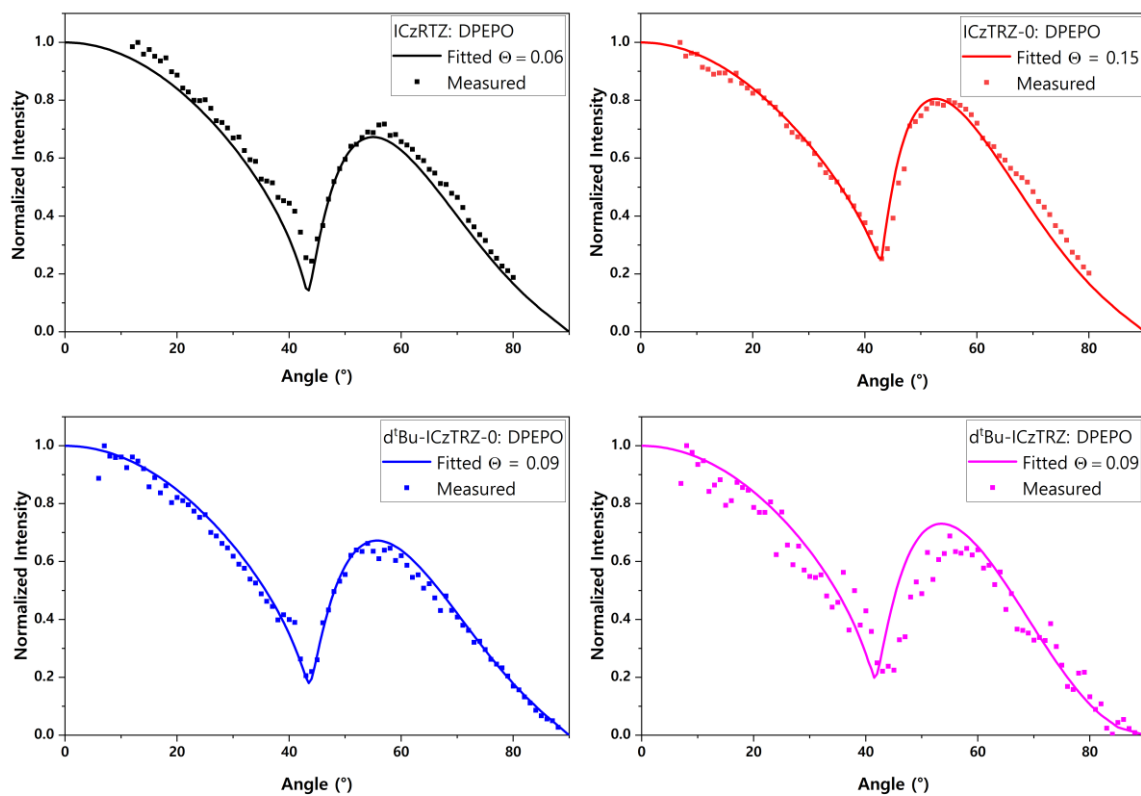 ICzRTZ: DPEPO
Fitted Θ = 0.06
Measured
1.0
0.8
0.6
0.4
0.2
0.0
Normalized Intensity
0
20
40
60
80
Angle (°)
ICzTRZ-0: DPEPO
Fitted Θ = 0.15
Measured
1.0
0.8
0.6
0.4
0.2
0.0
Normalized Intensity
0
20
40
60
80
Angle (°)
dᵗBu-ICzTRZ-0: DPEPO
Fitted Θ = 0.09
Measured
1.0
0.8
0.6
0.4
0.2
0.0
Normalized Intensity
0
20
40
60
80
Angle (°)
dᵗBu-ICzTRZ: DPEPO
Fitted Θ = 0.09
Measured
1.0
0.8
0.6
0.4
0.2
0.0
Normalized Intensity
0
20
40
60
80
Angle (°)